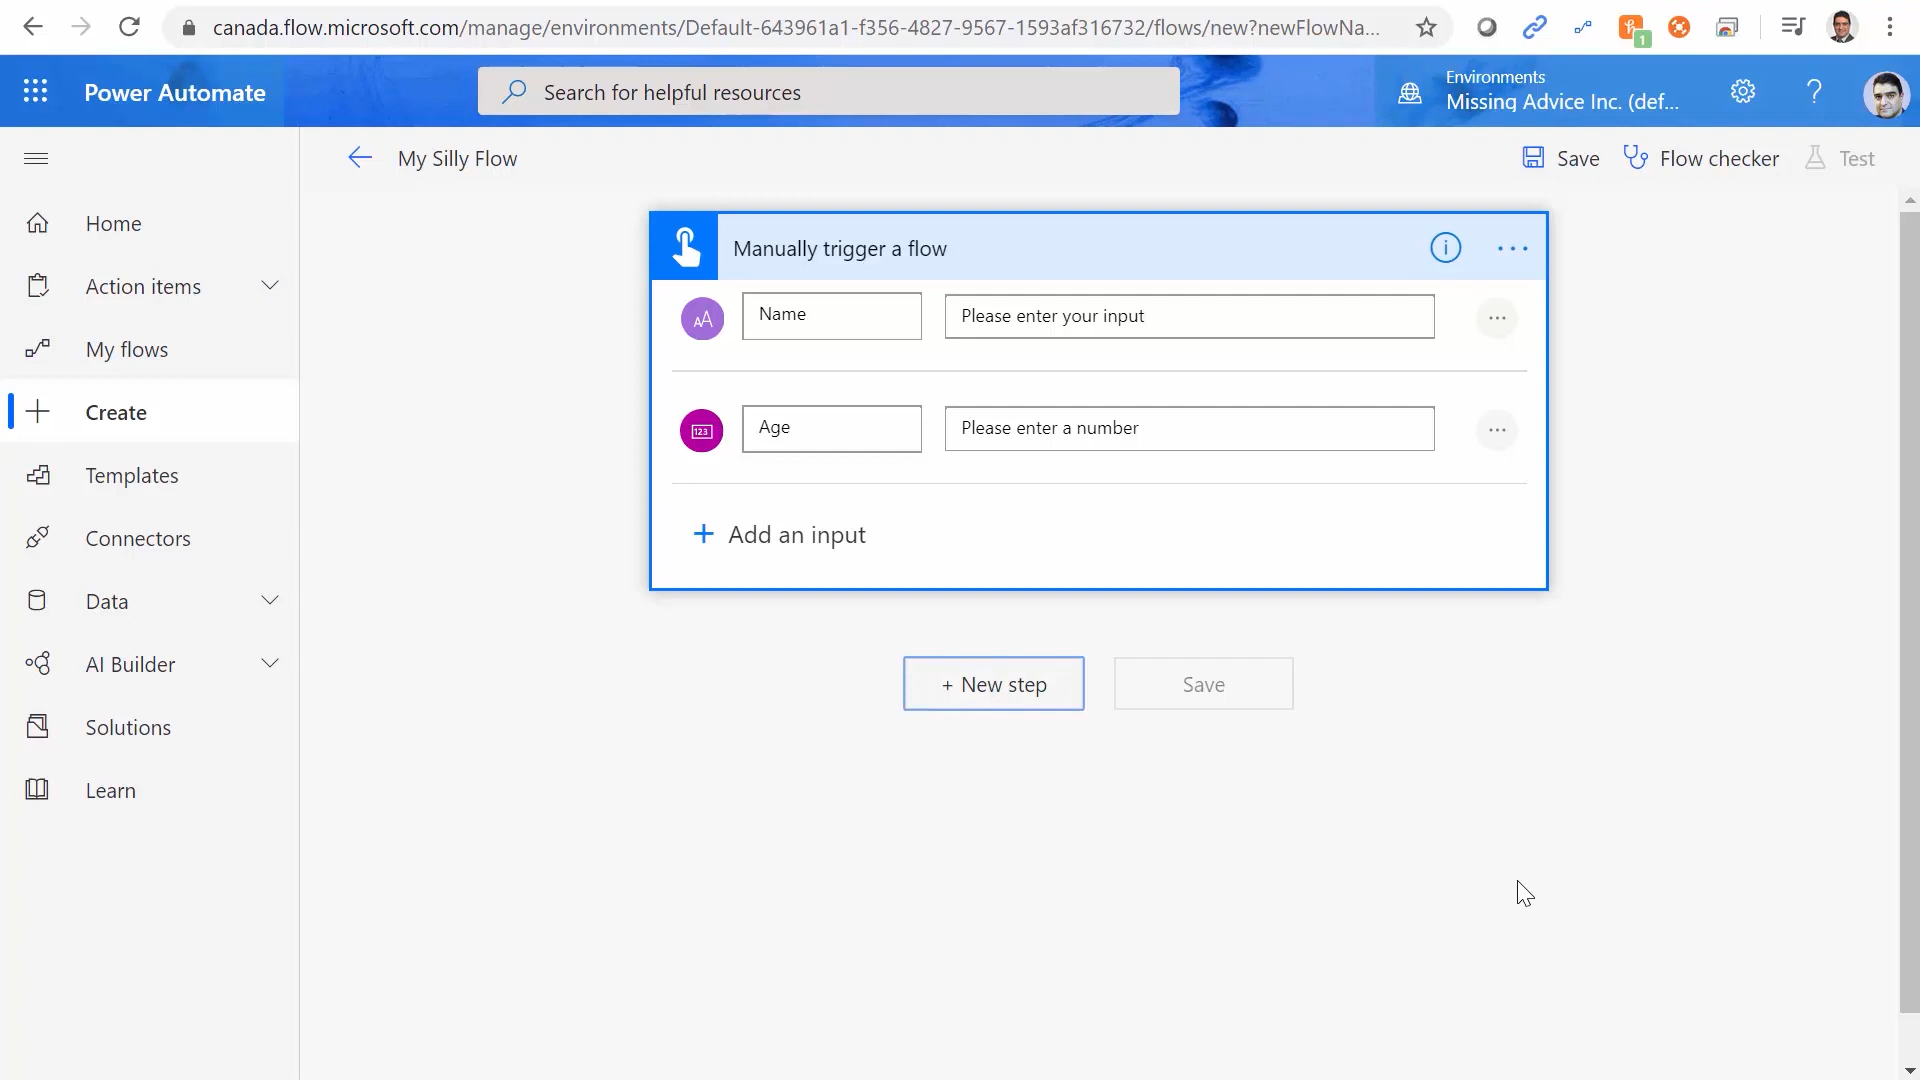 canada.flow.microsoft.com/manage/environments/Default-643961a1-f356-4827-9567-1593af316732/flows/new?newFlowNa...
1
Power Automate
Search for helpful resources
Environments
Missing Advice Inc. (def...
?
My Silly Flow
Save
Flow checker
Test
Home
Action items
My flows
Create
Templates
Connectors
Data
AI Builder
Solutions
Learn
Manually trigger a flow
AA
Name
Please enter your input
123
Age
Please enter a number
+ Add an input
+ New step
Save